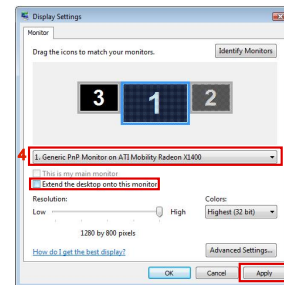 Display Settings
Monitor
Drag the icons to match your monitors.
Identify Monitors
3
1
2
4
1. Generic PnP Monitor on ATI Mobility Radeon X1400
This is my main monitor
Extend the desktop onto this monitor
Resolution:
Colors:
Low
High
Highest (32 bit)
1280 by 800 pixels
How do I get the best display?
Advanced Settings...
OK
Cancel
Apply